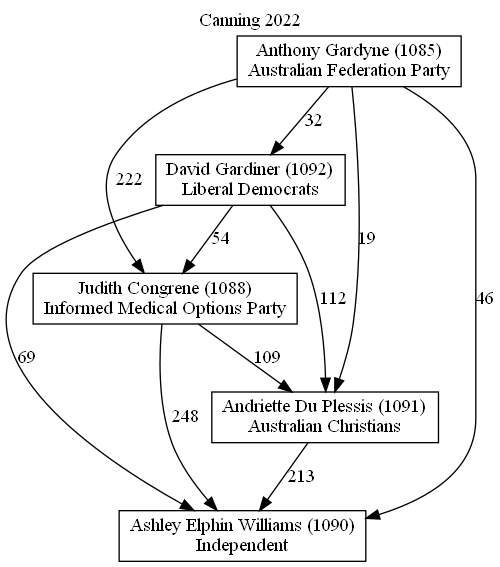 Canning 2022
Anthony Gardyne (1085)
Australian Federation Party
32
David Gardiner (1092)
Liberal Democrats
222
54
19
Judith Congrene (1088)
Informed Medical Options Party
112
46
69
109
Andriette Du Plessis (1091)
Australian Christians
248
213
Ashley Elphin Williams (1090)
Independent